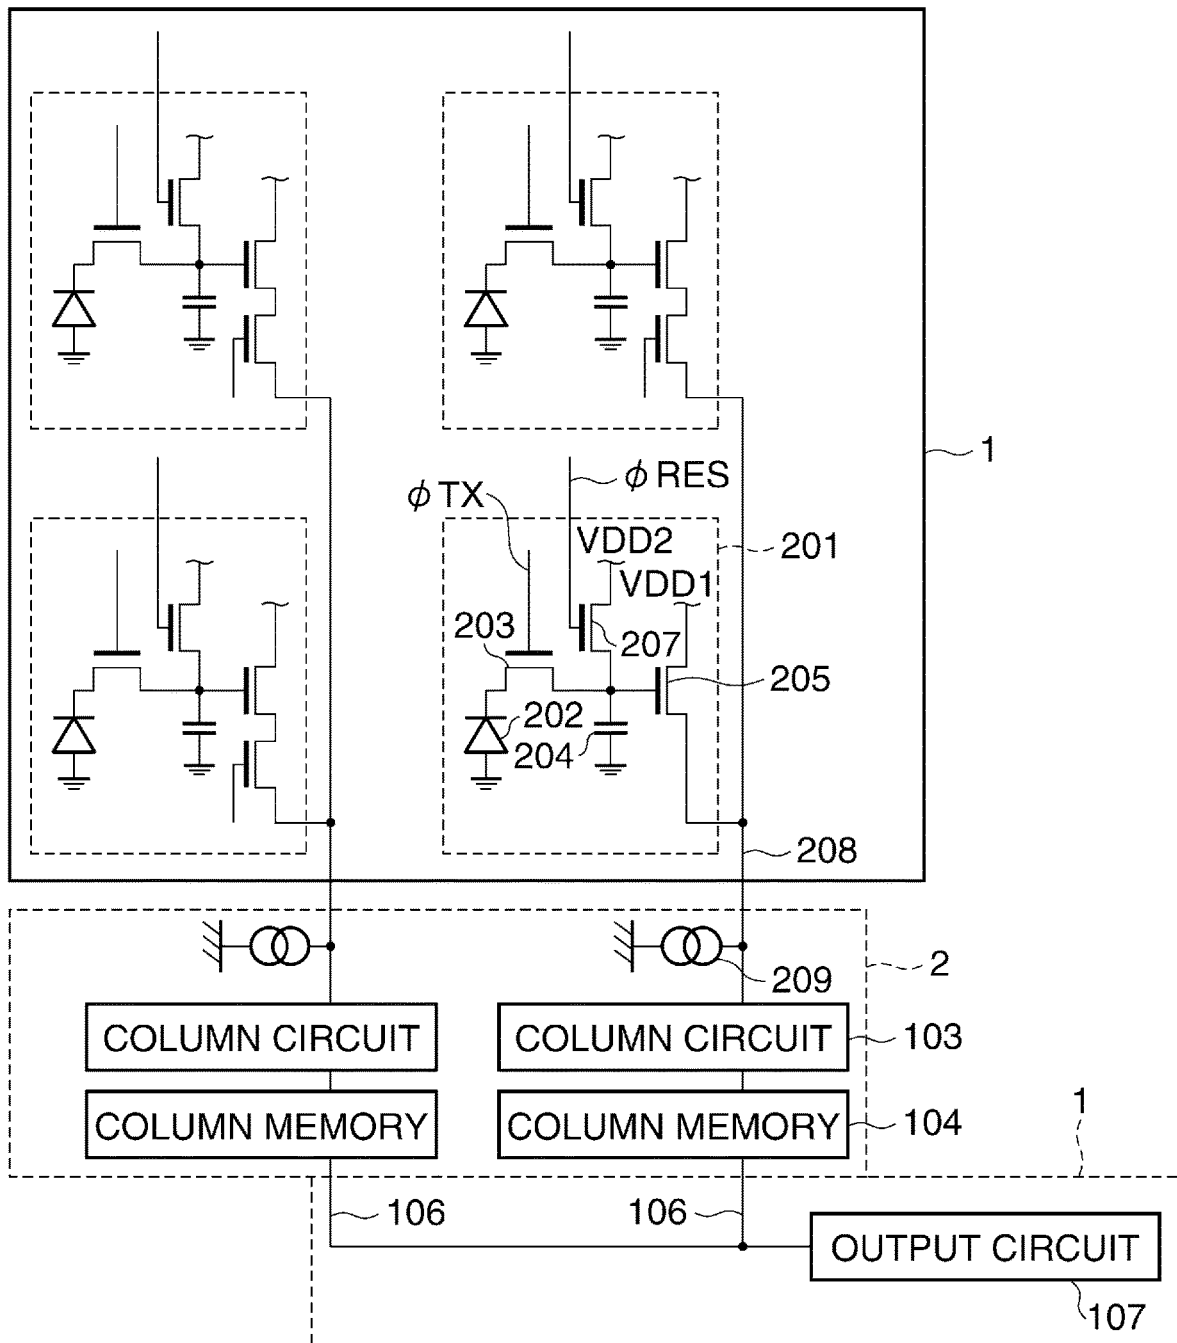 1
φ RES
φ TX
VDD2
201
VDD1
203
207
205
202
204
208
2
209
COLUMN CIRCUIT
COLUMN CIRCUIT
103
COLUMN MEMORY
COLUMN MEMORY
104
1
106
106
OUTPUT CIRCUIT
107